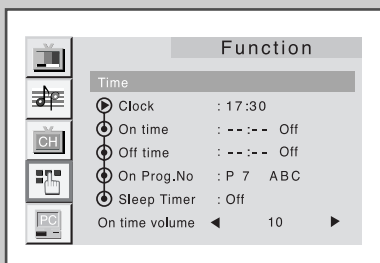 Function
Time
Clock : 17:30
On time : --:-- Off
Off time : --:-- Off
On Prog.No : P 7 ABC
Sleep Timer : Off
On time volume ◀ 10 ▶
CH
PC